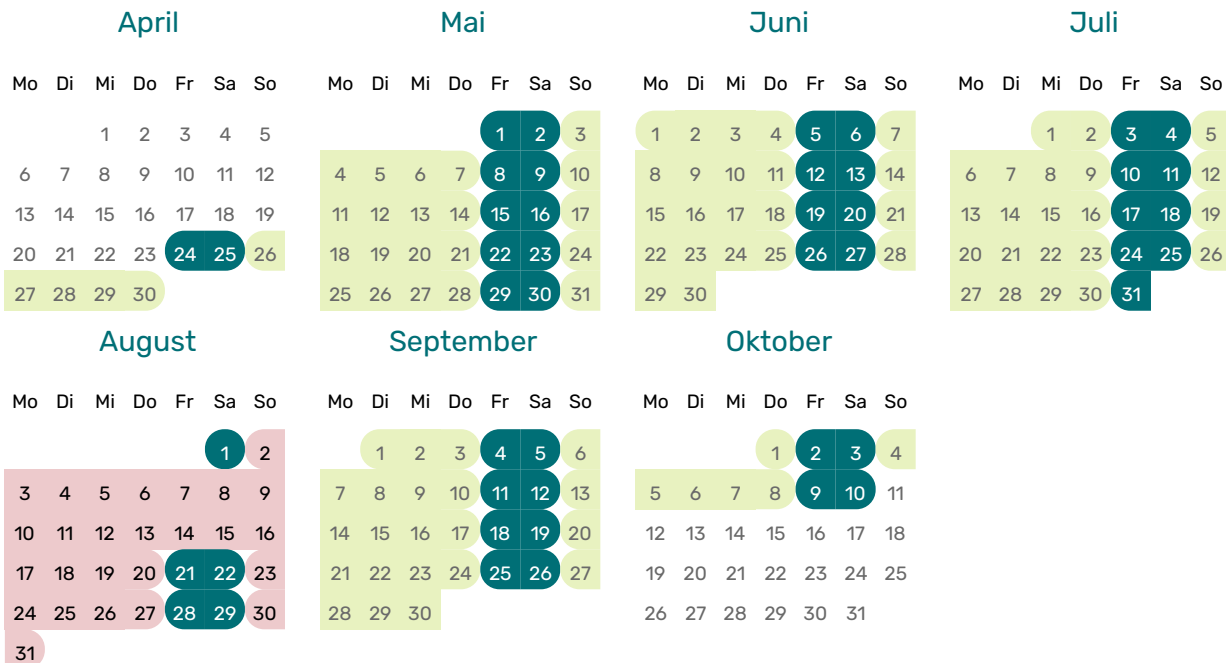 April Mai Juni Juli
Mo Di Mi Do Fr Sa So Mo Di Mi Do Fr Sa So Mo Di Mi Do Fr Sa So Mo Di Mi Do Fr Sa So
1 2 3 4 5 1 2 3 1 2 3 4 5 6 7 1 2 3 4 5
6 7 8 9 10 11 12 4 5 6 7 8 9 10 8 9 10 11 12 13 14 6 7 8 9 10 11 12
13 14 15 16 17 18 19 11 12 13 14 15 16 17 15 16 17 18 19 20 21 13 14 15 16 17 18 19
20 21 22 23 24 25 26 18 19 20 21 22 23 24 22 23 24 25 26 27 28 20 21 22 23 24 25 26
27 28 29 30 25 26 27 28 29 30 31 29 30 27 28 29 30 31
August September Oktober
Mo Di Mi Do Fr Sa So Mo Di Mi Do Fr Sa So Mo Di Mi Do Fr Sa So
1 2 1 2 3 4 5 6 1 2 3 4
3 4 5 6 7 8 9 7 8 9 10 11 12 13 5 6 7 8 9 10 11
10 11 12 13 14 15 16 14 15 16 17 18 19 20 12 13 14 15 16 17 18
17 18 19 20 21 22 23 21 22 23 24 25 26 27 19 20 21 22 23 24 25
24 25 26 27 28 29 30 28 29 30 26 27 28 29 30 31
31